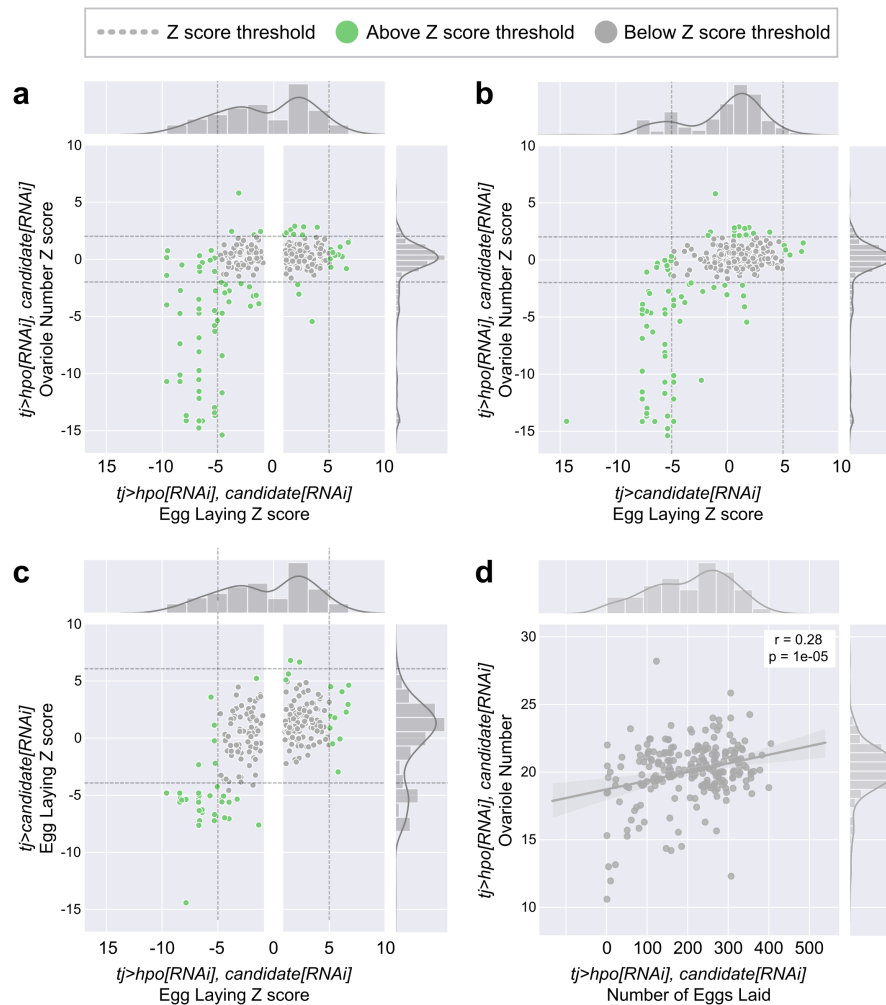 Z score threshold Above Z score threshold Below Z score threshold
a
10
5
0
-5
-10
-15
tj>hpo[RNAi], candidate[RNAi]
Ovariole Number Z score
15 -10 -5 0 5 10
tj>hpo[RNAi], candidate[RNAi]
Egg Laying Z score
b
10
5
0
-5
-10
-15
tj>hpo[RNAi], candidate[RNAi]
Ovariole Number Z score
15 -10 -5 0 5 10
tj>candidate[RNAi]
Egg Laying Z score
c
10
5
0
-5
-10
-15
tj>candidate[RNAi]
Egg Laying Z score
15 -10 -5 0 5 10
tj>hpo[RNAi], candidate[RNAi]
Egg Laying Z score
d
r = 0.28
p = 1e-05
30
25
20
15
10
tj>hpo[RNAi], candidate[RNAi]
Ovariole Number
0 100 200 300 400 500
tj>hpo[RNAi], candidate[RNAi]
Number of Eggs Laid